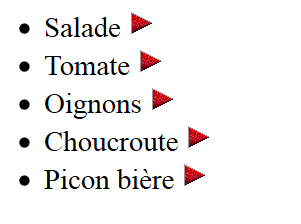 Salade
Tomate
Oignons
Choucroute
Picon bière